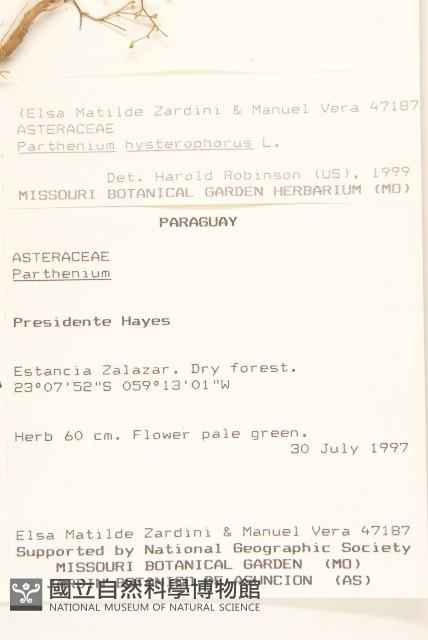 (Elsa Matilde Zardini & Manuel Vera 47187
ASTERACEAE
Parthenium hysterophorus L.
Det. Harold Robinson (US), 1999
MISSOURI BOTANICAL GARDEN HERBARIUM (MO)
PARAGUAY
ASTERACEAE
Parthenium
Presidente Hayes
Estancia Zalazar. Dry forest.
23°07'52"S 059°13'01"W
Herb 60 cm. Flower pale green.
30 July 1997
Elsa Matilde Zardini & Manuel Vera 47187
Supported by National Geographic Society
MISSOURI BOTANICAL GARDEN (MO)
JARDIN BOTANICO DE ASUNCION (AS)
國立自然科學博物館
NATIONAL MUSEUM OF NATURAL SCIENCE